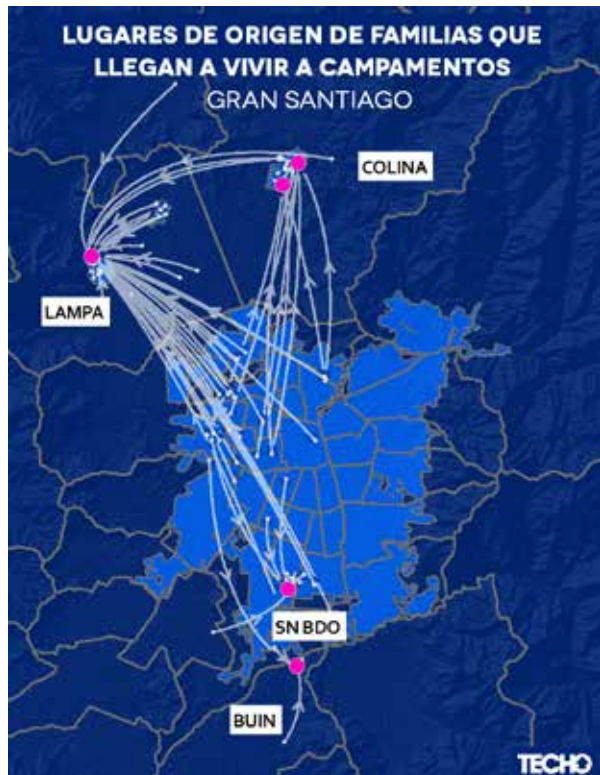 LUGARES DE ORIGEN DE FAMILIAS QUE
LLEGAN A VIVIR A CAMPAMENTOS
GRAN SANTIAGO
COLINA
LAMPA
SN BDO
BUIN
TECHO